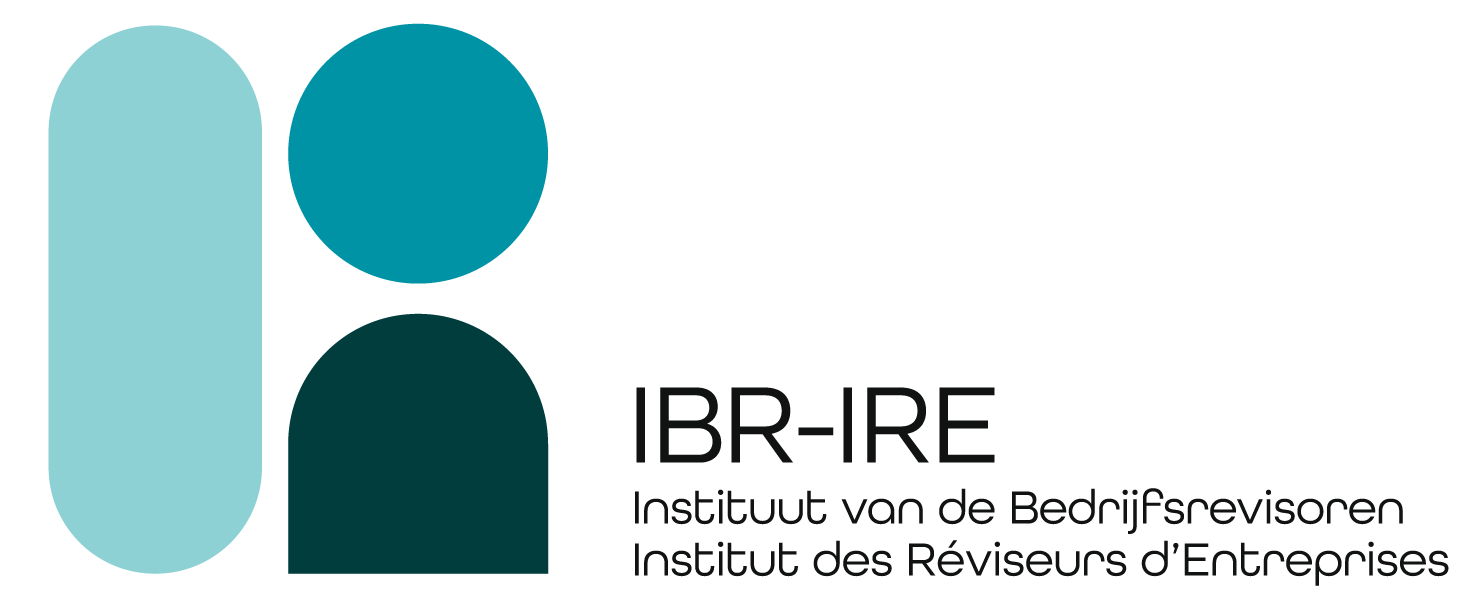 IBR-IRE
Instituut van de Bedrijfsrevisoren
Institut des Réviseurs d'Entreprises